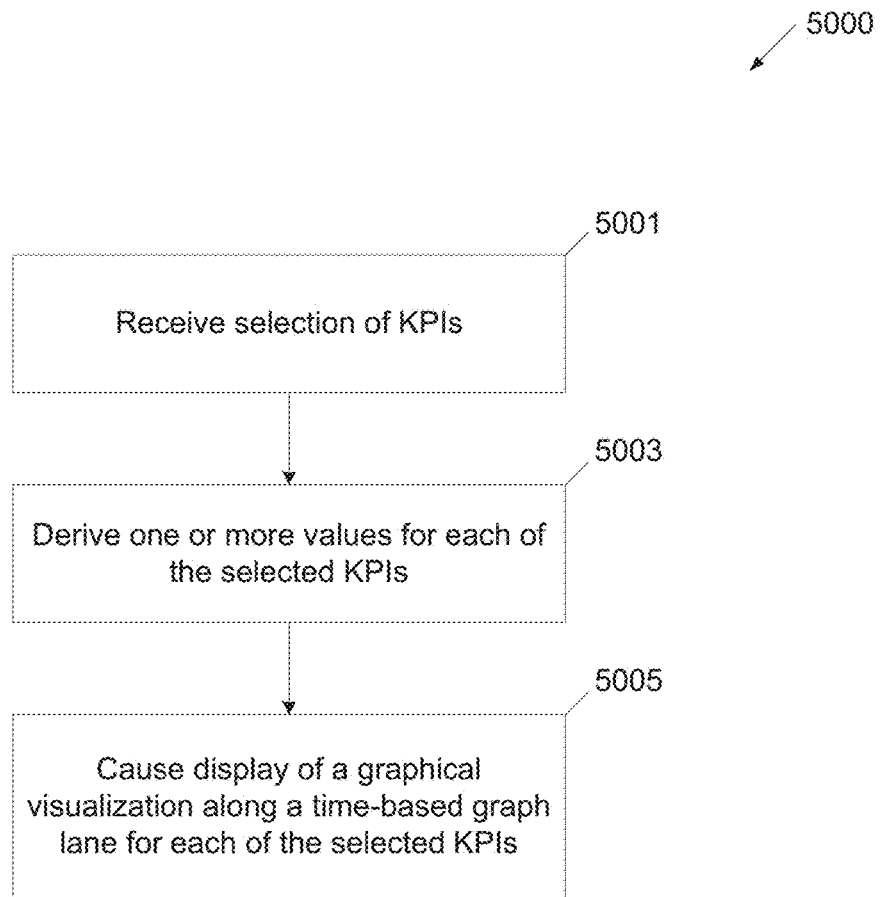 5000
5001
Receive selection of KPIs
5003
Derive one or more values for each of
the selected KPIs
5005
Cause display of a graphical
visualization along a time-based graph
lane for each of the selected KPIs